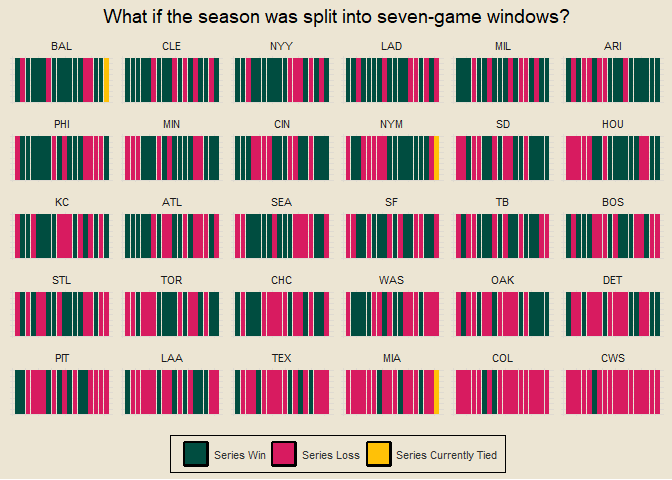 What if the season was split into seven-game windows?
BAL CLE NYY LAD MIL ARI
PHI MIN CIN NYM SD HOU
KC ATL SEA SF TB BOS
STL TOR CHC WAS OAK DET
PIT LAA TEX MIA COL CWS
Series Win Series Loss Series Currently Tied